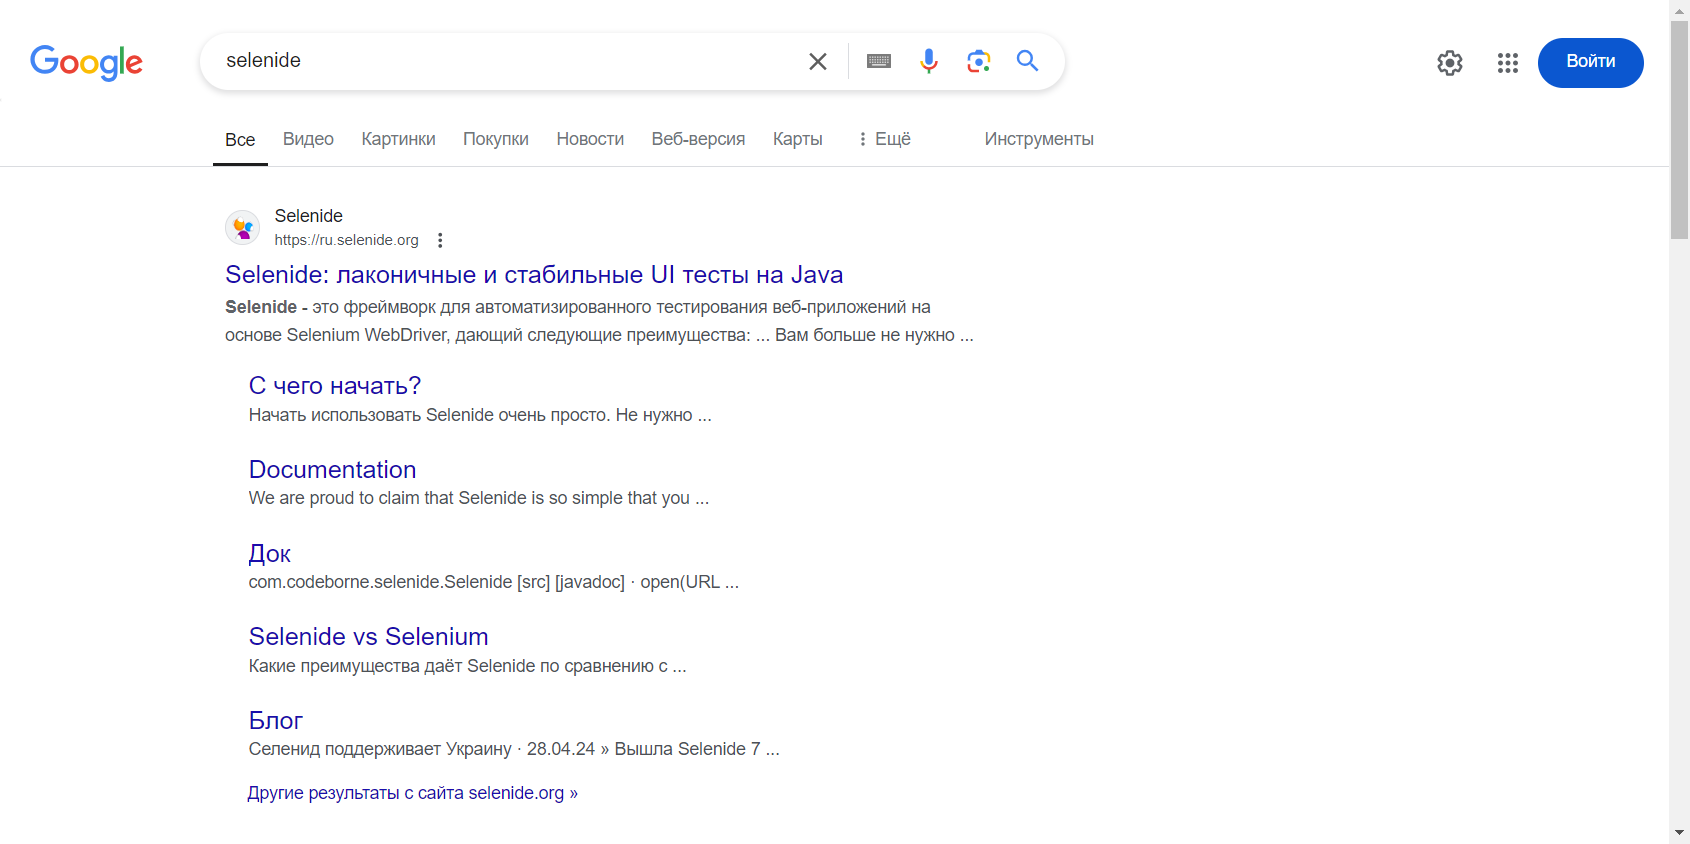 Google
selenide
Войти
Все Видео Картинки Покупки Новости Веб-версия Карты Ещё Инструменты
Selenide
https://ru.selenide.org
Selenide: лаконичные и стабильные UI тесты на Java
Selenide - это фреймворк для автоматизированного тестирования веб-приложений на
основе Selenium WebDriver, дающий следующие преимущества: ... Вам больше не нужно ...
С чего начать?
Начать использовать Selenide очень просто. Не нужно ...
Documentation
We are proud to claim that Selenide is so simple that you ...
Док
com.codeborne.selenide.Selenide [src] [javadoc] · open(URL ...
Selenide vs Selenium
Какие преимущества даёт Selenide по сравнению с ...
Блог
Селенид поддерживает Украину · 28.04.24 » Вышла Selenide 7 ...
Другие результаты с сайта selenide.org »